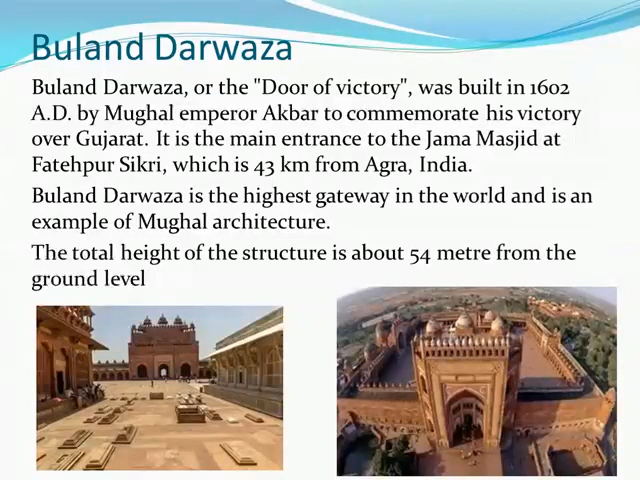 Buland Darwaza
Buland Darwaza, or the "Door of victory", was built in 1602
A.D. by Mughal emperor Akbar to commemorate his victory
over Gujarat. It is the main entrance to the Jama Masjid at
Fatehpur Sikri, which is 43 km from Agra, India.
Buland Darwaza is the highest gateway in the world and is an
example of Mughal architecture.
The total height of the structure is about 54 metre from the
ground level